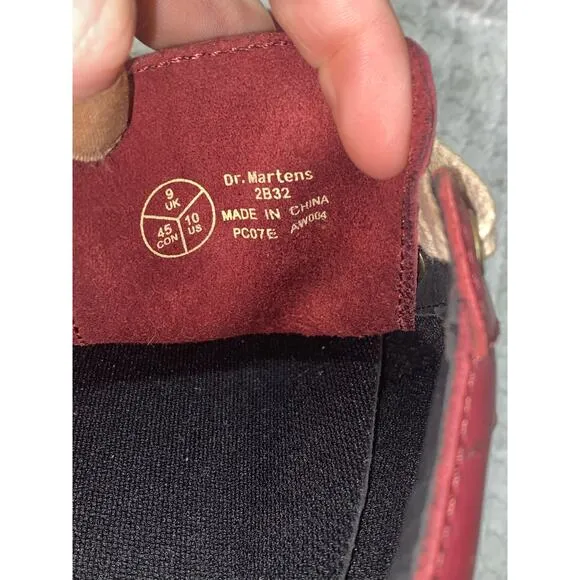 9
UK
45
CON
10
US
Dr. Martens
2B32
MADE IN CHINA
PC07E AW004